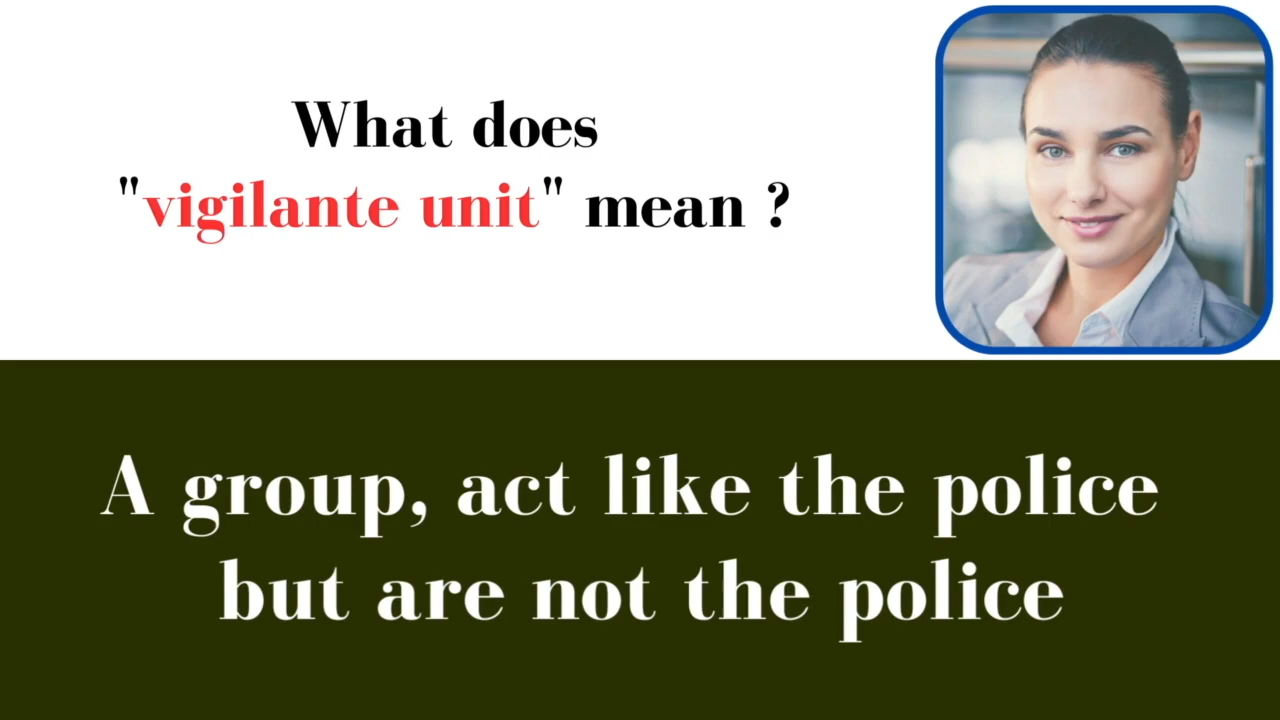 What does
"vigilante unit" mean ?
A group, act like the police
but are not the police